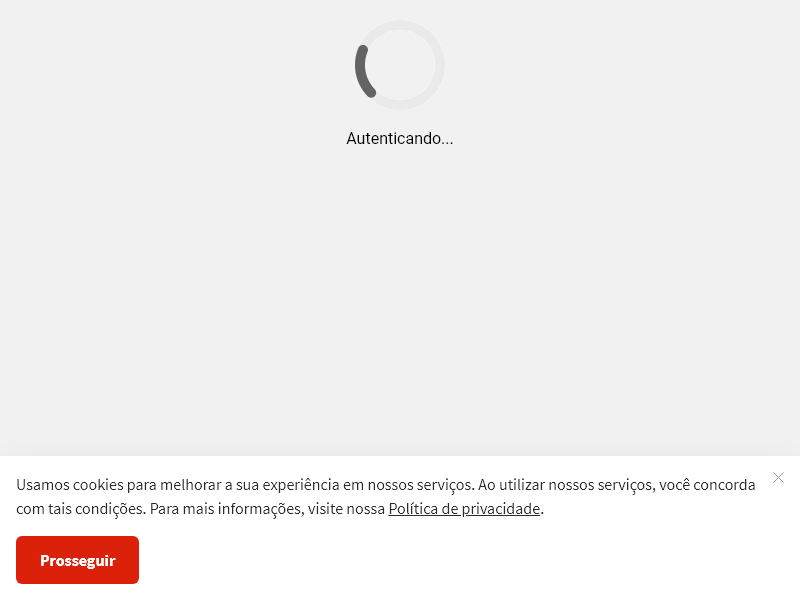 Autenticando...
Usamos cookies para melhorar a sua experiência em nossos serviços. Ao utilizar nossos serviços, você concorda
com tais condições. Para mais informações, visite nossa Política de privacidade.
Prosseguir